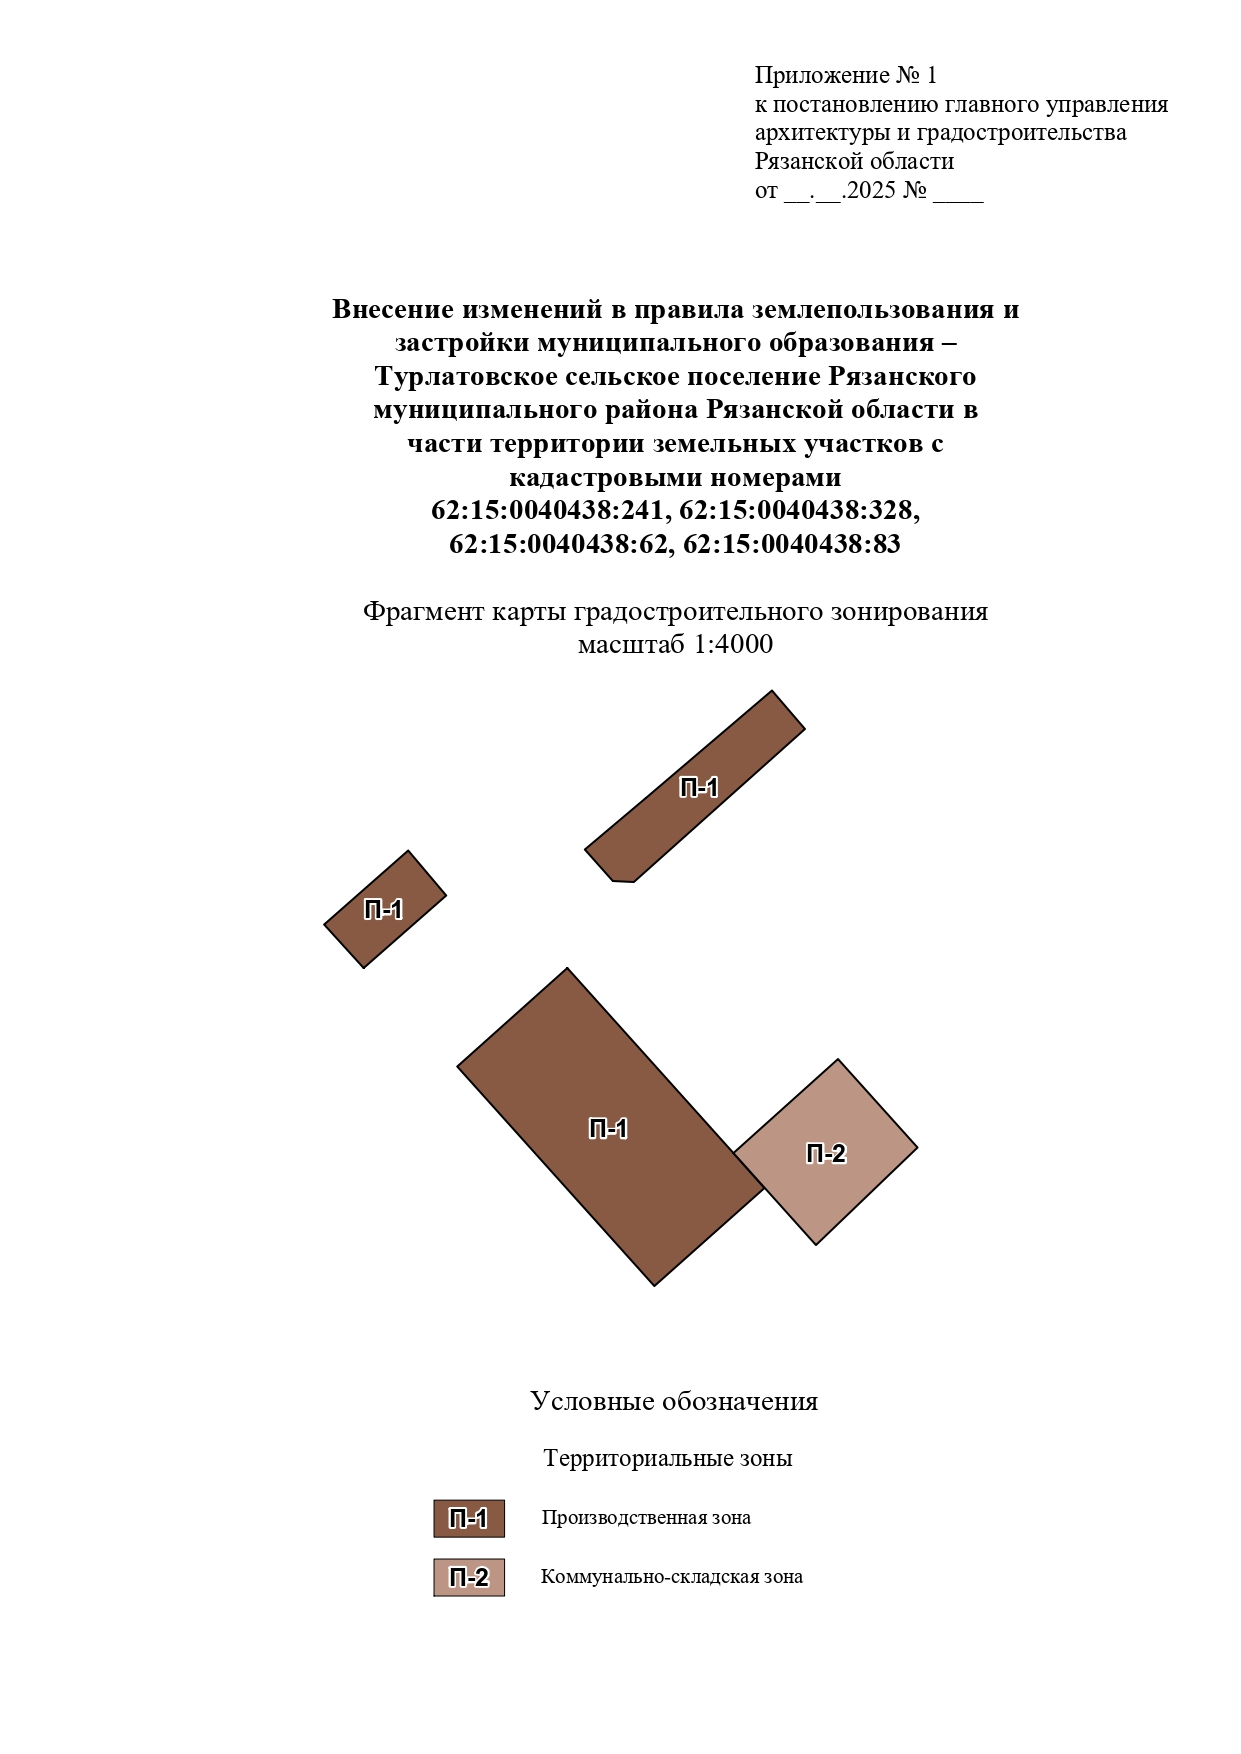 Приложение № 1
к постановлению главного управления
архитектуры и градостроительства
Рязанской области
от __.__.2025 № ____
Внесение изменений в правила землепользования и
застройки муниципального образования –
Турлатовское сельское поселение Рязанского
муниципального района Рязанской области в
части территории земельных участков с
кадастровыми номерами
62:15:0040438:241, 62:15:0040438:328,
62:15:0040438:62, 62:15:0040438:83
Фрагмент карты градостроительного зонирования
масштаб 1:4000
П-1
П-1
П-1
П-2
Условные обозначения
Территориальные зоны
П-1 Производственная зона
П-2 Коммунально-складская зона